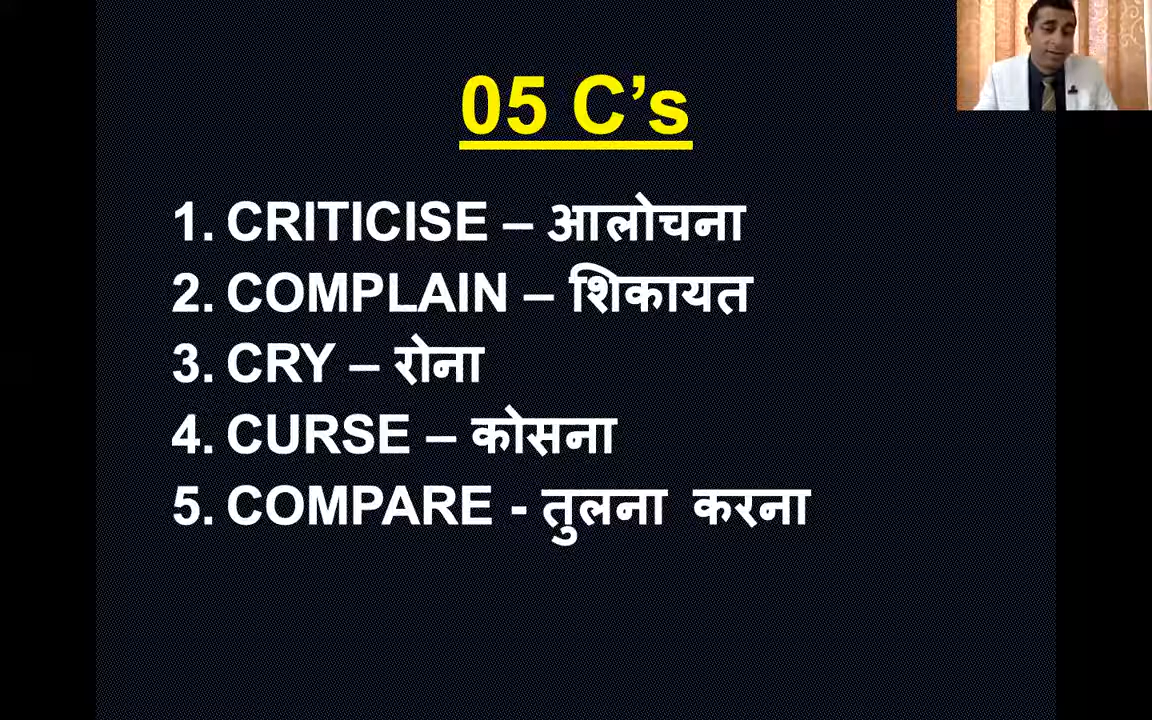 05 C’s
1. CRITICISE – आलोचना
2. COMPLAIN – शिकायत
3. CRY – रोना
4. CURSE – कोसना
5. COMPARE - तुलना करना